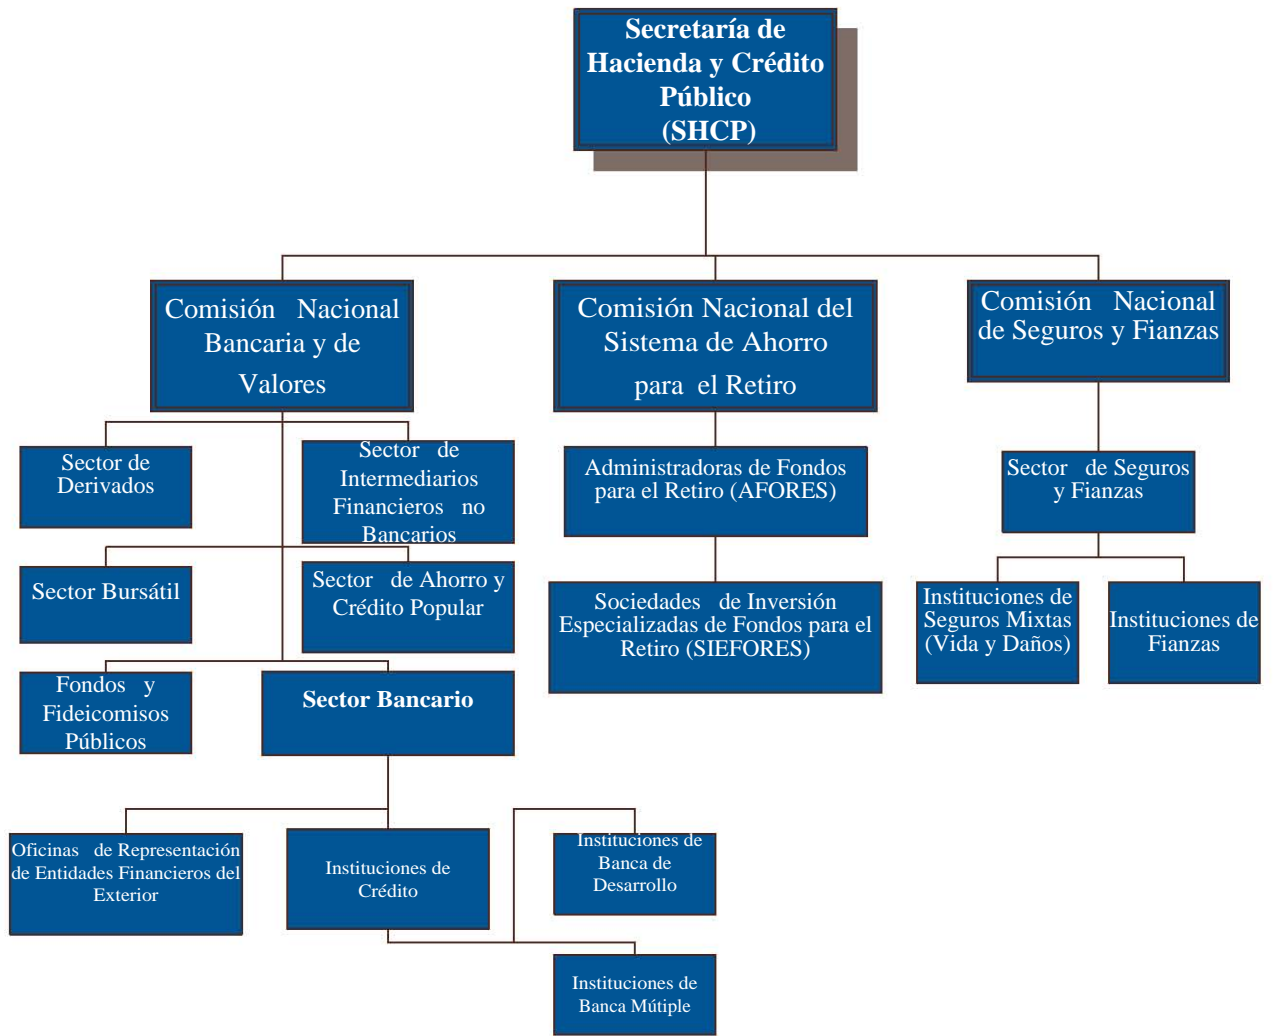 Secretaría de
Hacienda y Crédito
Público
(SHCP)
Comisión Nacional
Bancaria y de
Valores
Comisión Nacional del
Sistema de Ahorro
para el Retiro
Comisión Nacional
de Seguros y Fianzas
Sector de
Derivados
Sector de
Intermediarios
Financieros no
Bancarios
Administradoras de Fondos
para el Retiro (AFORES)
Sector de Seguros
y Fianzas
Sector Bursátil
Sector de Ahorro y
Crédito Popular
Sociedades de Inversión
Especializadas de Fondos para el
Retiro (SIEFORES)
Instituciones de
Seguros Mixtas
(Vida y Daños)
Instituciones de
Fianzas
Fondos y
Fideicomisos
Públicos
Sector Bancario
Oficinas de Representación
de Entidades Financieros del
Exterior
Instituciones de
Crédito
Instituciones de
Banca de
Desarrollo
Instituciones de
Banca Mútiple